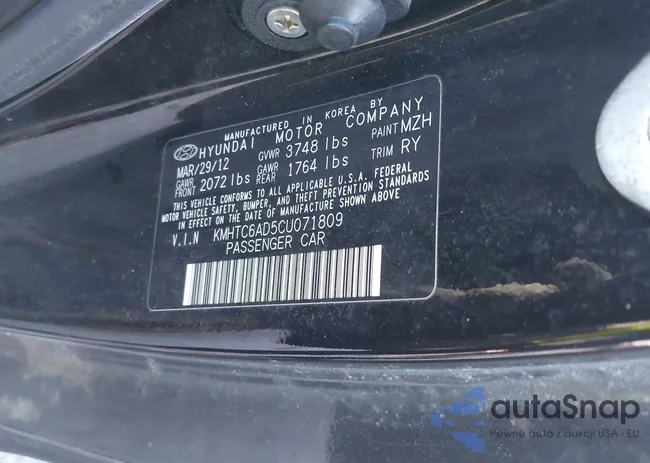 MANUFACTURED IN KOREA BY
HYUNDAI MOTOR COMPANY
MAR/29/12 GVWR 3748 lbs PAINT MZH
GAWR FRONT 2072 lbs GAWR REAR 1764 lbs TRIM RY
THIS VEHICLE CONFORMS TO ALL APPLICABLE U.S.A. FEDERAL
MOTOR VEHICLE SAFETY, BUMPER, AND THEFT PREVENTION STANDARDS
IN EFFECT ON THE DATE OF MANUFACTURE SHOWN ABOVE
V.I.N KMHTC6AD5CU071809
PASSENGER CAR
autaSnap
Pewne auta z aukcji USA i EU